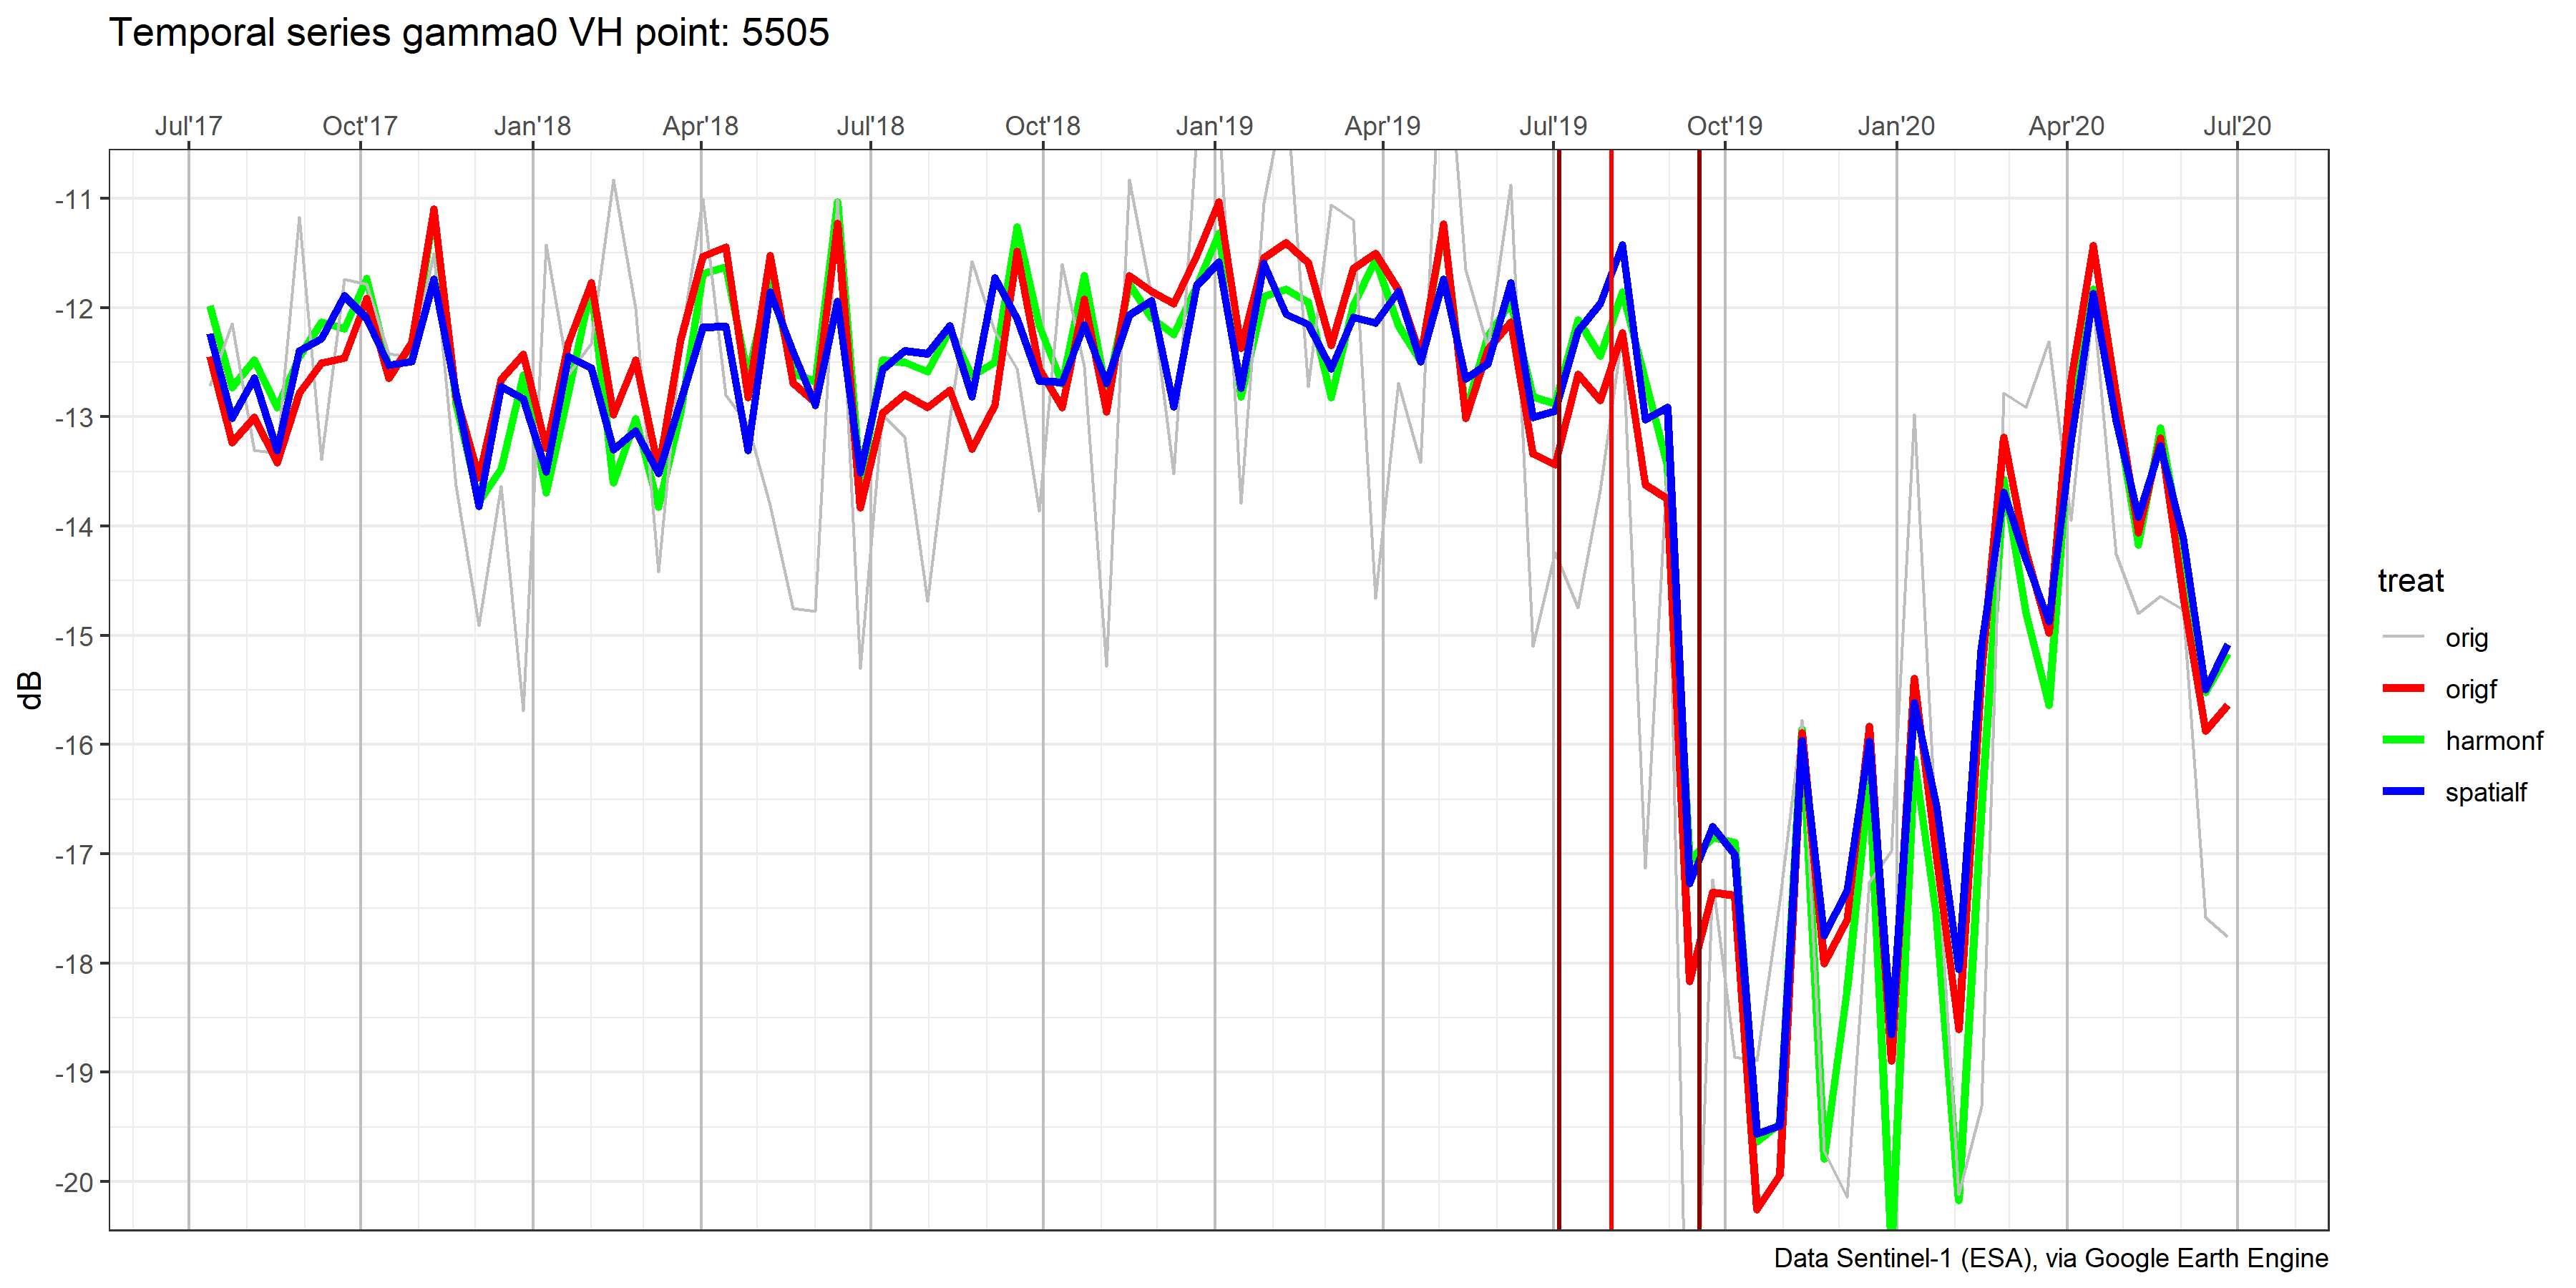 Temporal series gamma0 VH point: 5505
Jul'17 Oct'17 Jan'18 Apr'18 Jul'18 Oct'18 Jan'19 Apr'19 Jul'19 Oct'19 Jan'20 Apr'20 Jul'20
-11
-12
-13
-14
-15
-16
-17
-18
-19
-20
dB
treat
orig
origf
harmonf
spatialf
Data Sentinel-1 (ESA), via Google Earth Engine